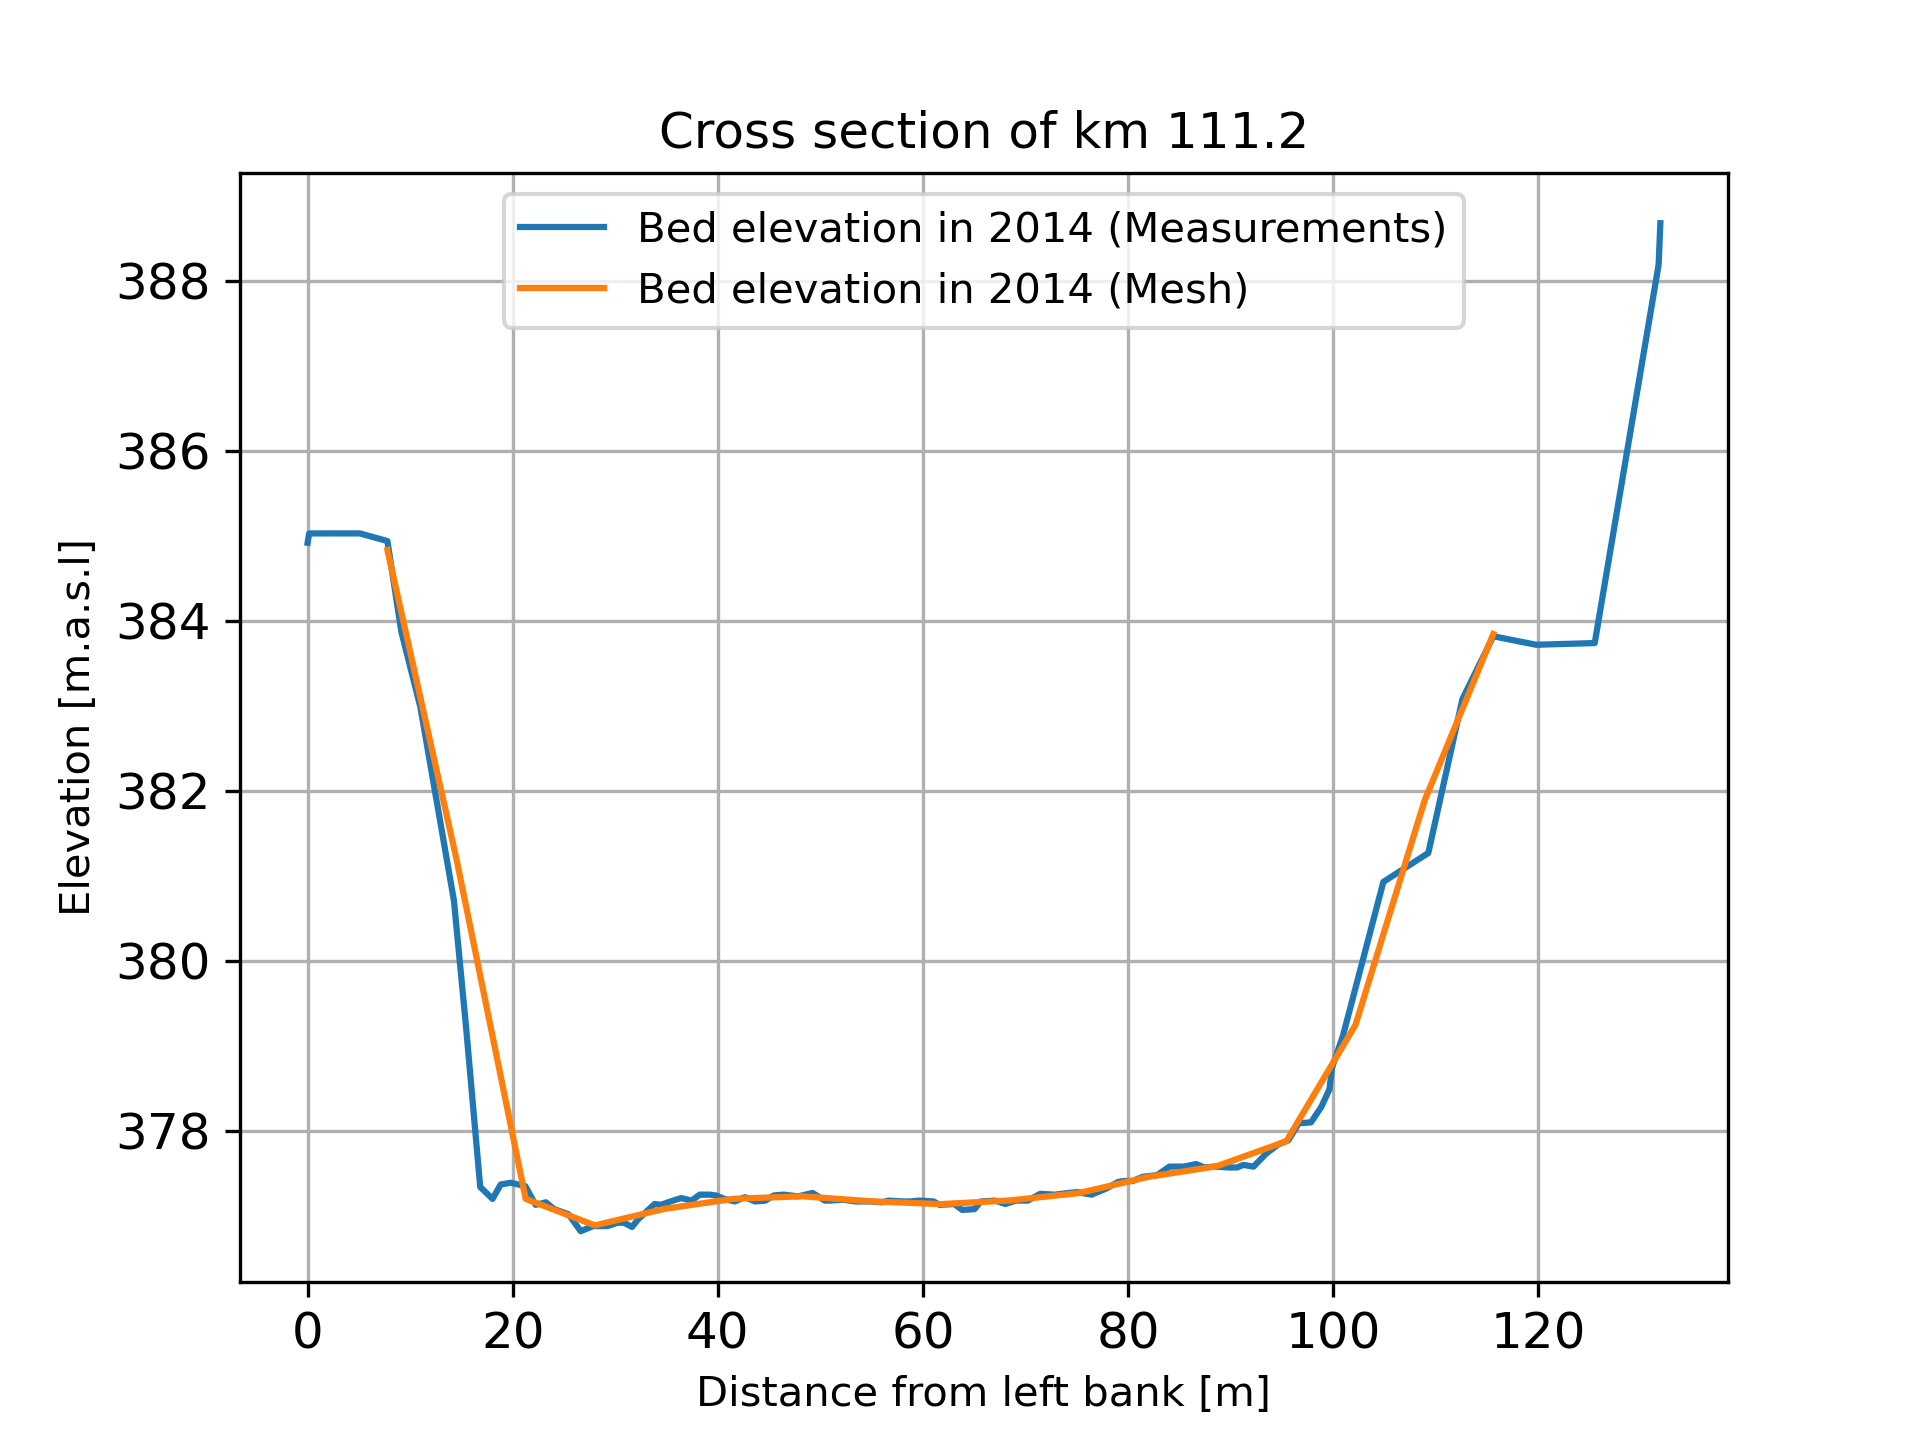 Cross section of km 111.2
Bed elevation in 2014 (Measurements)
Bed elevation in 2014 (Mesh)
388
386
384
382
380
378
Elevation [m.a.s.l]
0 20 40 60 80 100 120
Distance from left bank [m]